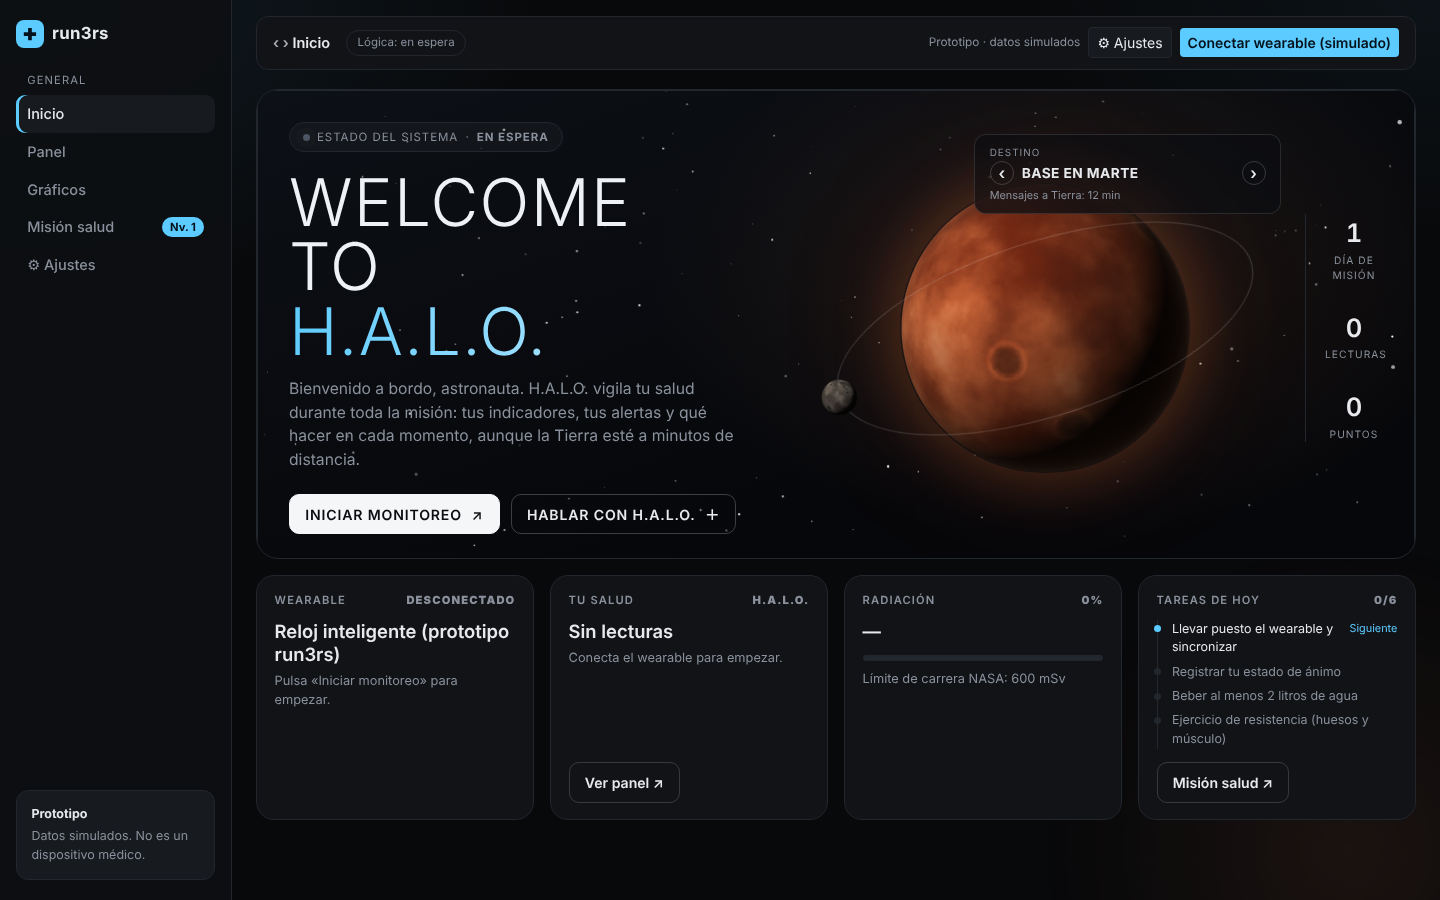 run3rs
GENERAL
Inicio
Panel
Gráficos
Misión salud
Nv. 1
⚙ Ajustes
Prototipo
Datos simulados. No es un
dispositivo médico.
‹ › Inicio
Lógica: en espera
Prototipo · datos simulados
⚙ Ajustes
Conectar wearable (simulado)
ESTADO DEL SISTEMA · EN ESPERA
WELCOME
TO
H.A.L.O.
Bienvenido a bordo, astronauta. H.A.L.O. vigila tu salud
durante toda la misión: tus indicadores, tus alertas y qué
hacer en cada momento, aunque la Tierra esté a minutos de
distancia.
INICIAR MONITOREO ↗
HABLAR CON H.A.L.O. +
DESTINO
‹ BASE EN MARTE ›
Mensajes a Tierra: 12 min
1
DÍA DE
MISIÓN
0
LECTURAS
0
PUNTOS
WEARABLE DESCONECTADO
Reloj inteligente (prototipo
run3rs)
Pulsa «Iniciar monitoreo» para
empezar.
TU SALUD H.A.L.O.
Sin lecturas
Conecta el wearable para empezar.
Ver panel ↗
RADIACIÓN 0%
—
Límite de carrera NASA: 600 mSv
TAREAS DE HOY 0/6
Llevar puesto el wearable y Siguiente
sincronizar
Registrar tu estado de ánimo
Beber al menos 2 litros de agua
Ejercicio de resistencia (huesos y
músculo)
Misión salud ↗